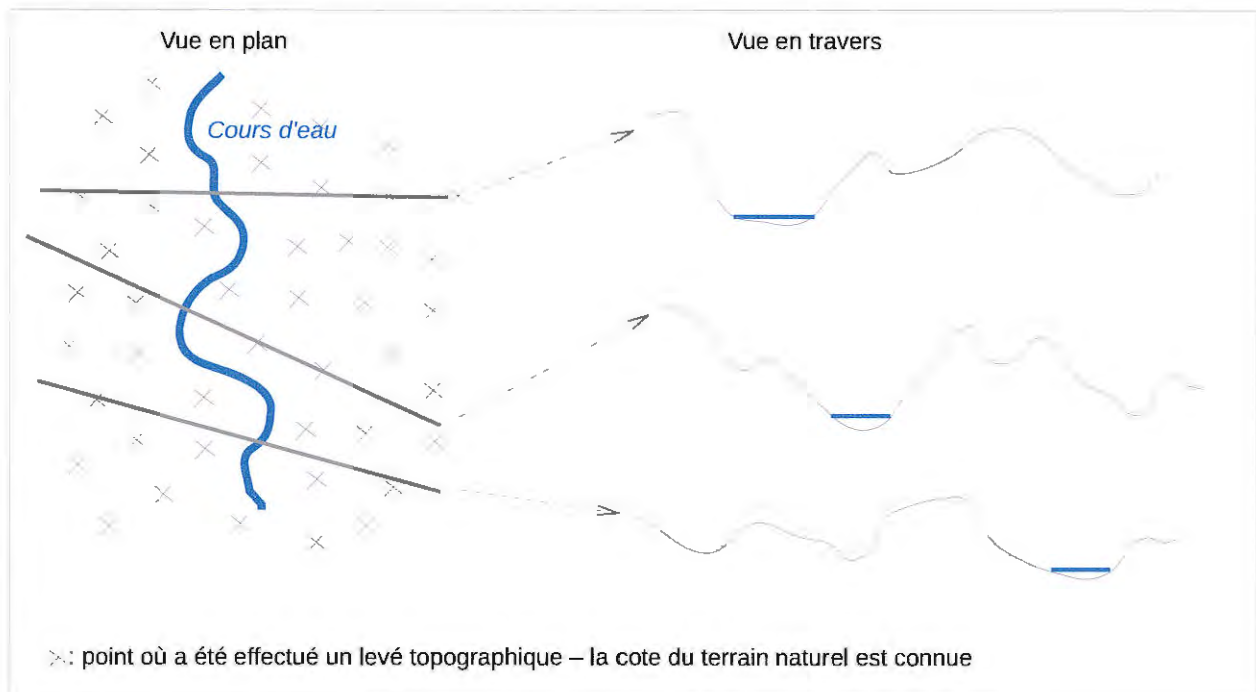 Vue en plan
Vue en travers
Cours d'eau
: point où a été effectué un levé topographique – la cote du terrain naturel est connue